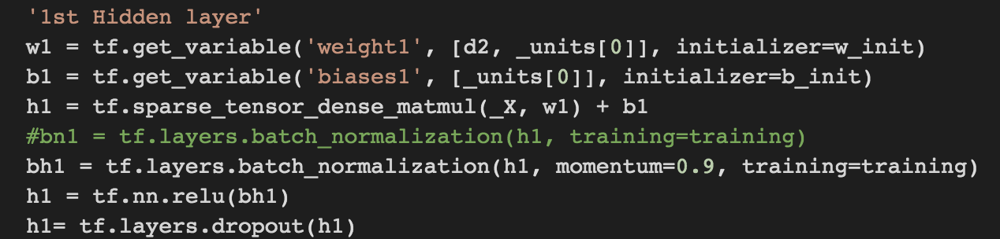 '1st Hidden layer'
w1 = tf.get_variable('weight1', [d2, _units[0]], initializer=w_init)
b1 = tf.get_variable('biases1', [_units[0]], initializer=b_init)
h1 = tf.sparse_tensor_dense_matmul(_X, w1) + b1
#bn1 = tf.layers.batch_normalization(h1, training=training)
bh1 = tf.layers.batch_normalization(h1, momentum=0.9, training=training)
h1 = tf.nn.relu(bh1)
h1= tf.layers.dropout(h1)